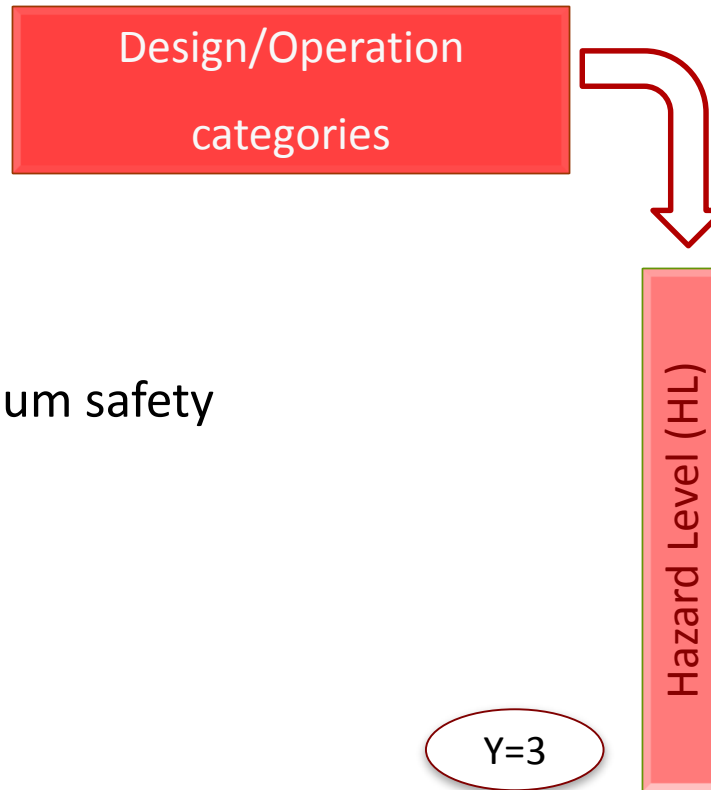 Design/Operation
categories
um safety
Hazard Level (HL)
Y=3